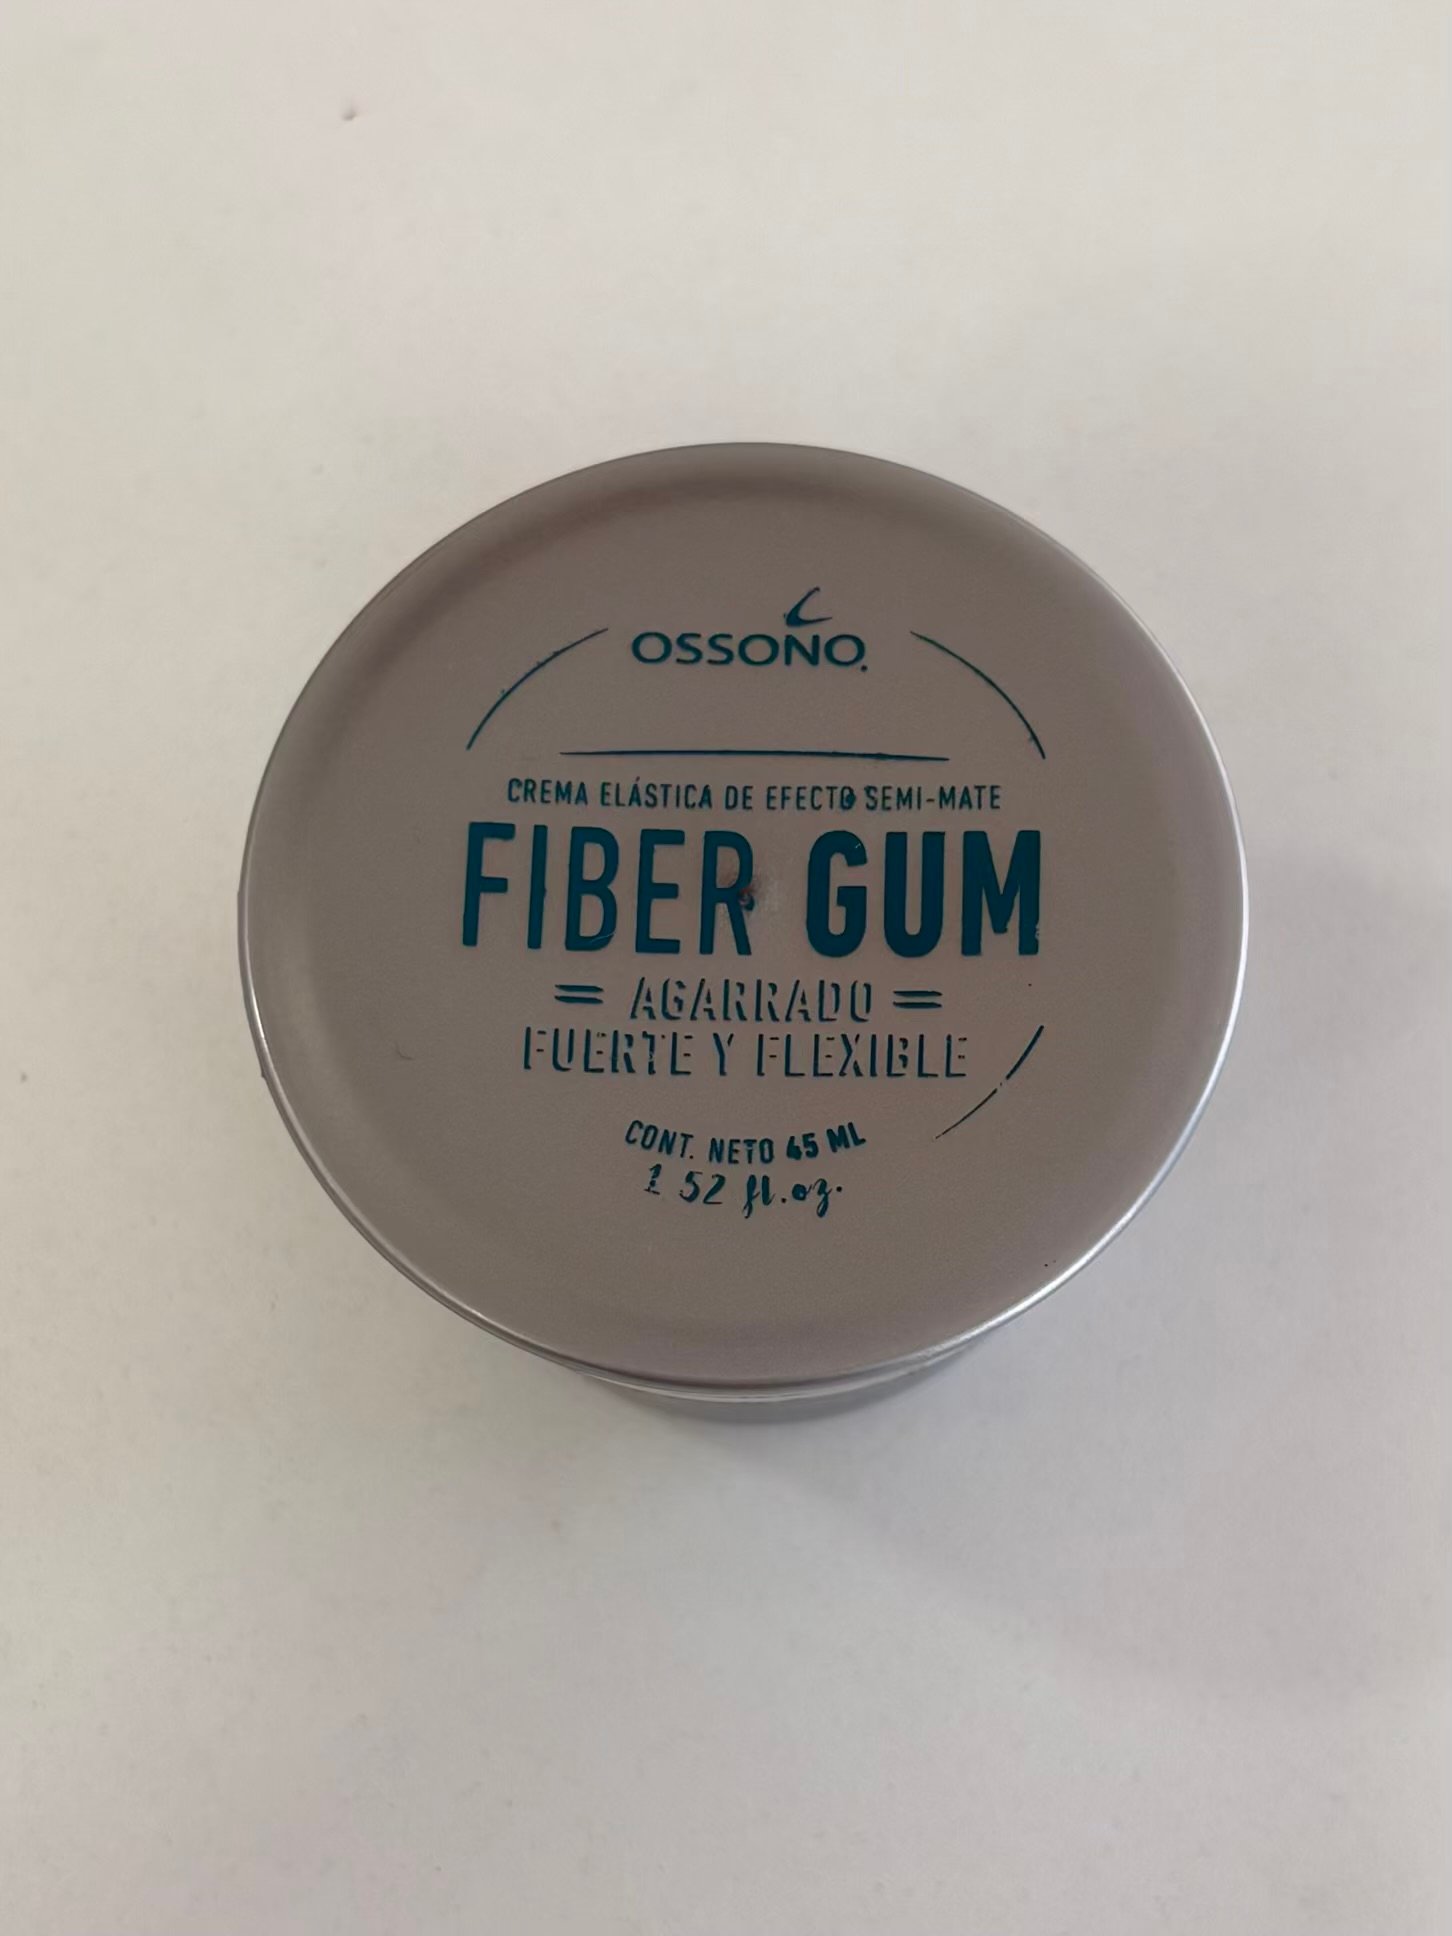 OSSONO
CREMA ELÁSTICA DE EFECTO SEMI-MATE
FIBER GUM
= AGARRADO =
FUERTE Y FLEXIBLE
CONT. NETO 45 ML
1 52 fl.oz.